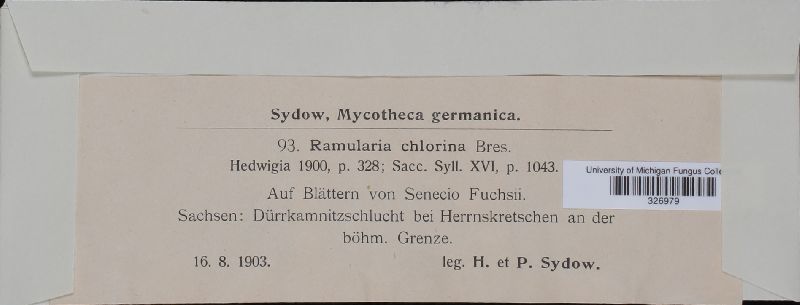 Sydow, Mycotheca germanica.
93. Ramularia chlorina Bres.
Hedwigia 1900, p. 328; Sacc. Syll. XVI, p. 1043.
University of Michigan Fungus Colle
326979
Auf Blättern von Senecio Fuchsii.
Sachsen: Dürrkamnitzschlucht bei Herrnskretschen an der
böhm. Grenze.
16. 8. 1903. leg. H. et P. Sydow.